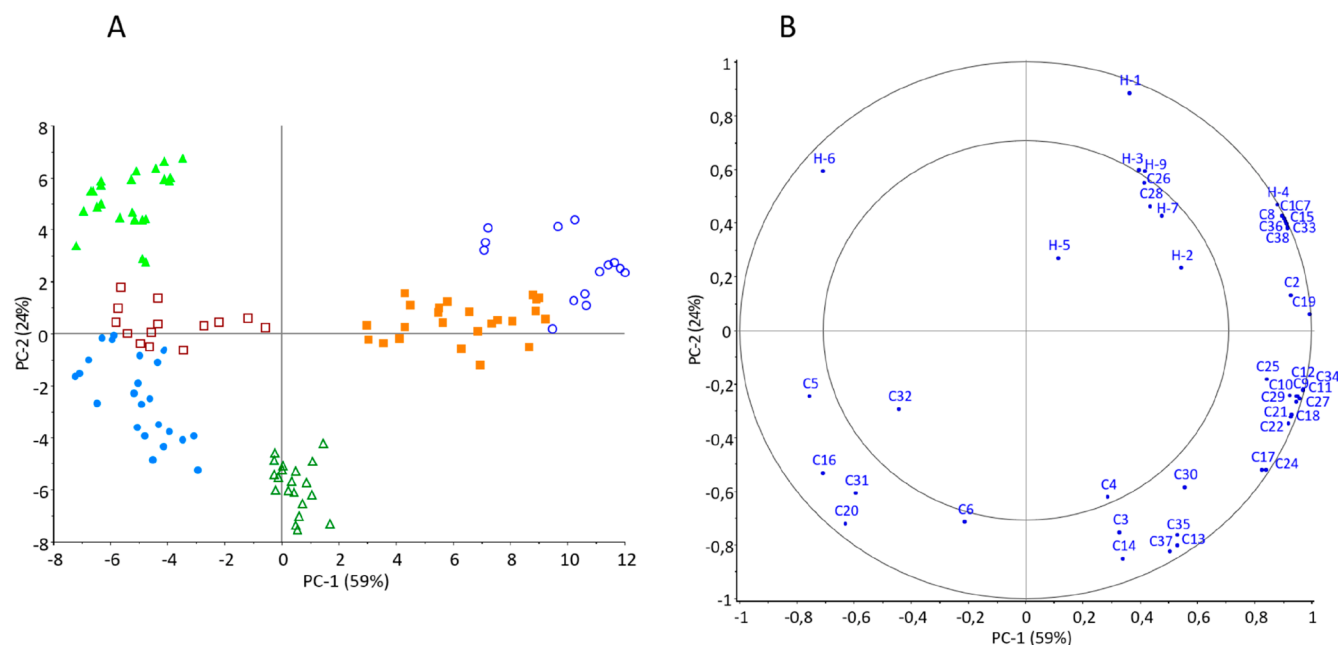 A
8
6
4
2
0
-2
-4
-6
-8
-8
-6
-4
-2
0
2
4
6
8
10
12
PC-2 (24%)
PC-1 (59%)
B
1
0,8
0,6
0,4
0,2
0
-0,2
-0,4
-0,6
-0,8
-1
-1
-0,8
-0,6
-0,4
-0,2
0
0,2
0,4
0,6
0,8
1
PC-2 (24%)
PC-1 (59%)
H-1
H-6
H-3
H-9
C26
C28
H-7
H-4
C1
C7
C8
C15
C36
C33
C38
H-5
H-2
C2
C19
C5
C32
C25
C12
C34
C10
C9
C11
C29
C27
C21
C18
C22
C17
C24
C16
C31
C20
C6
C4
C30
C3
C35
C14
C37
C13